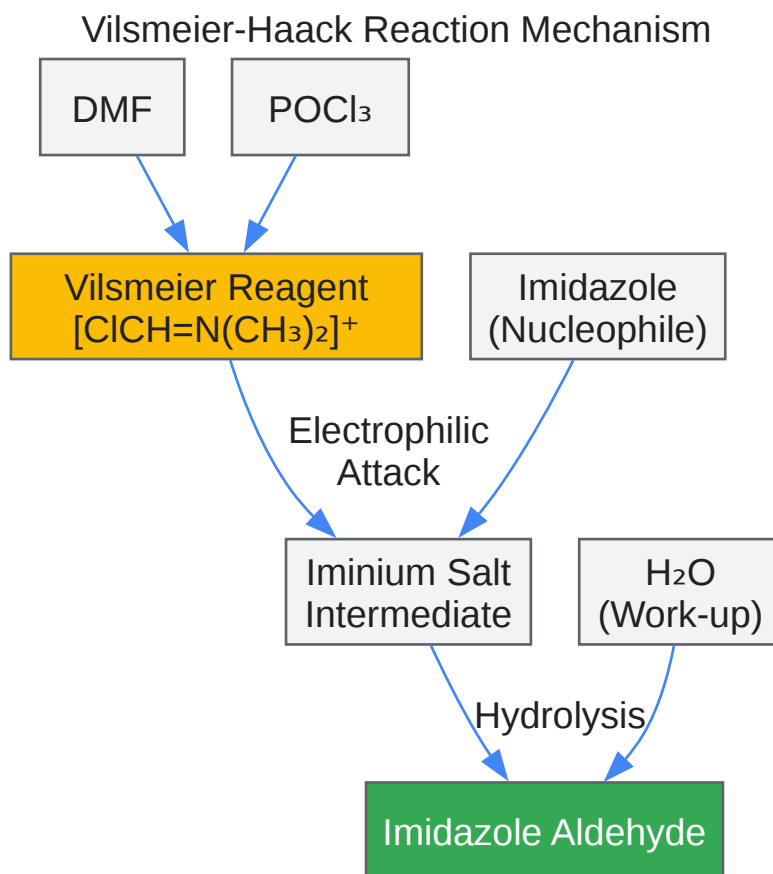 Vilsmeier-Haack Reaction Mechanism
DMF
POCl₃
Vilsmeier Reagent
[ClCH=N(CH₃)₂]⁺
Imidazole
(Nucleophile)
Electrophilic
Attack
Iminium Salt
Intermediate
H₂O
(Work-up)
Hydrolysis
Imidazole Aldehyde